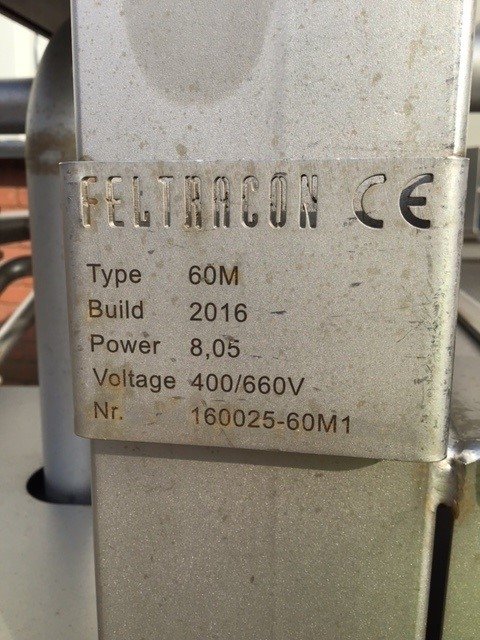 FELTRACON CE
Type 60M
Build 2016
Power 8,05
Voltage 400/660V
Nr. 160025-60M1